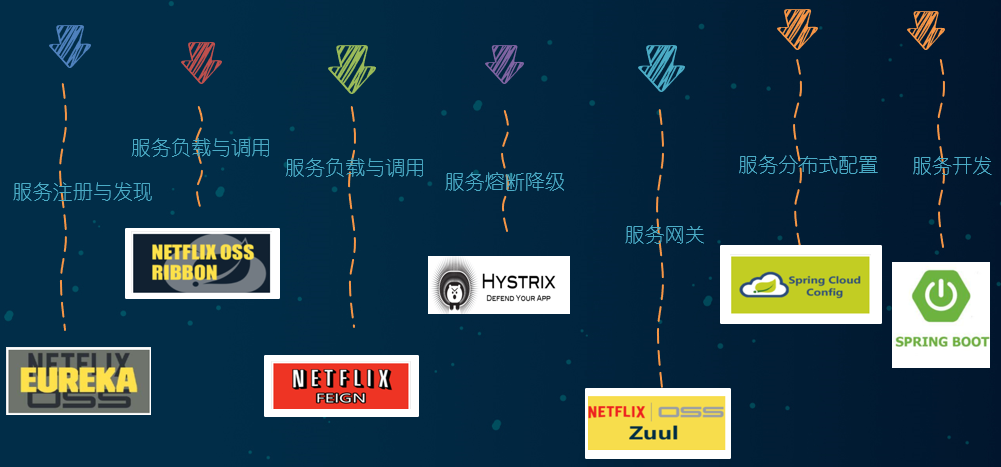 服务注册与发现
NETFLIX
EUREKA
OSS
服务负载与调用
NETFLIX OSS
RIBBON
服务负载与调用
NETFLIX
FEIGN
服务熔断降级
HYSTRIX
DEFEND YOUR APP
服务网关
NETFLIX OSS
Zuul
服务分布式配置
Spring Cloud
Config
服务开发
SPRING BOOT